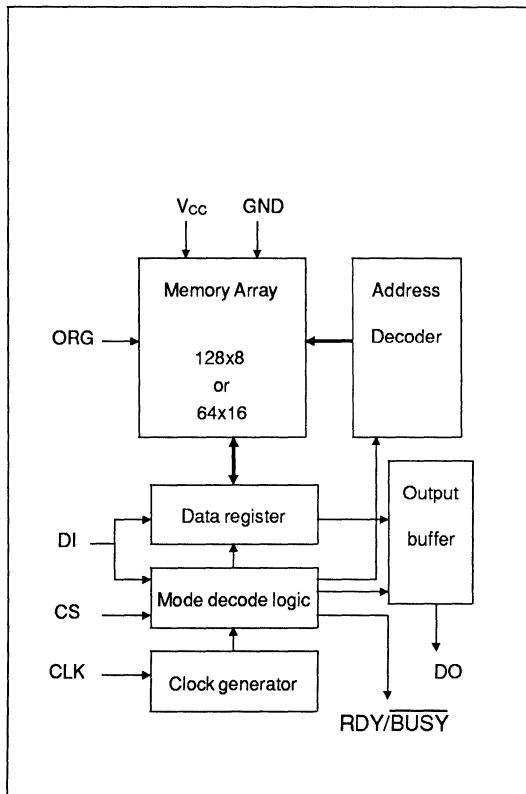 Vcc GND
Memory Array
Address
Decoder
ORG
128x8
or
64x16
Data register
Output
buffer
DI
Mode decode logic
CS
CLK
Clock generator
DO
RDY/BUSY